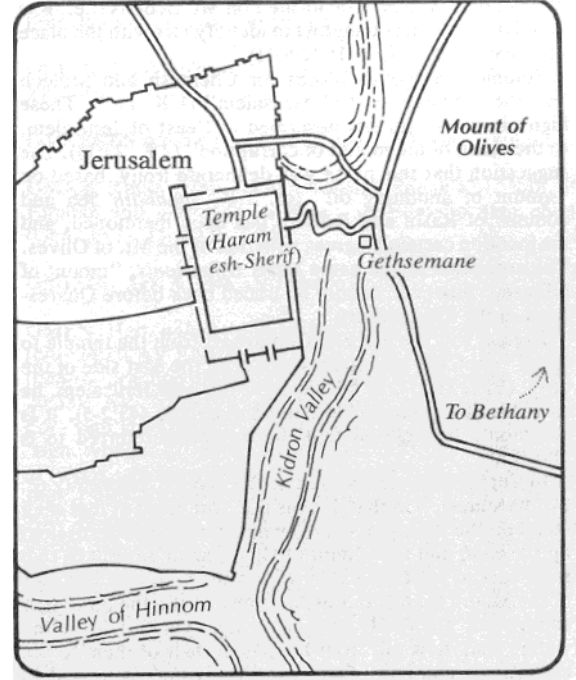 Mount of
Olives
Jerusalem
Temple
(Haram
esh-Sherif)
Gethsemane
To Bethany
Kidron Valley
Valley of Hinnom